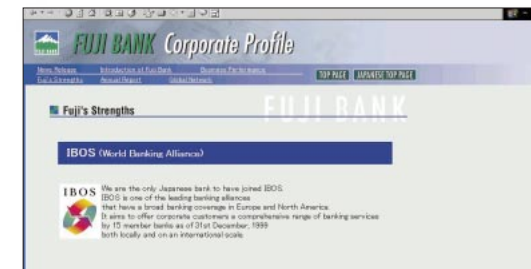 FUJI BANK Corporate Profile
News Release Introduction of Fuji Bank Business Performance
Fuji's Strengths Annual Report Global Network
TOP PAGE JAPANESE TOP PAGE
FUJI BANK
Fuji's Strengths
IBOS (World Banking Alliance)
IBOS
We are the only Japanese bank to have joined IBOS.
IBOS is one of the leading banking alliances
that have a broad banking coverage in Europe and North America.
It aims to offer corporate customers a comprehensive range of banking services
by 15 member banks as of 31st December, 1999
both locally and on an international scale.